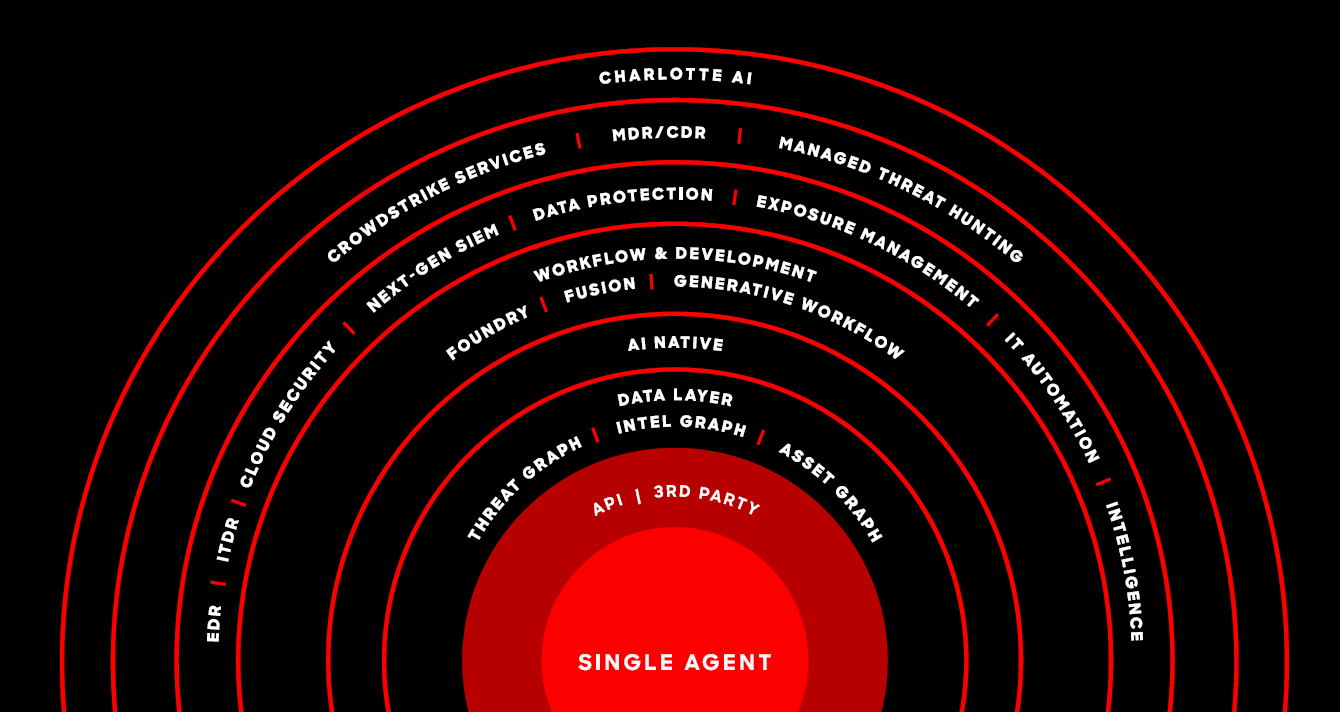 CHARLOTTE AI
CROWDSTRIKE SERVICES | MDR/CDR | MANAGED THREAT HUNTING
EDR | ITDR | CLOUD SECURITY | NEXT-GEN SIEM | DATA PROTECTION | EXPOSURE MANAGEMENT | IT AUTOMATION | INTELLIGENCE
WORKFLOW & DEVELOPMENT
FOUNDRY | FUSION | GENERATIVE WORKFLOW
AI NATIVE
DATA LAYER
THREAT GRAPH | INTEL GRAPH | ASSET GRAPH
API | 3RD PARTY
SINGLE AGENT